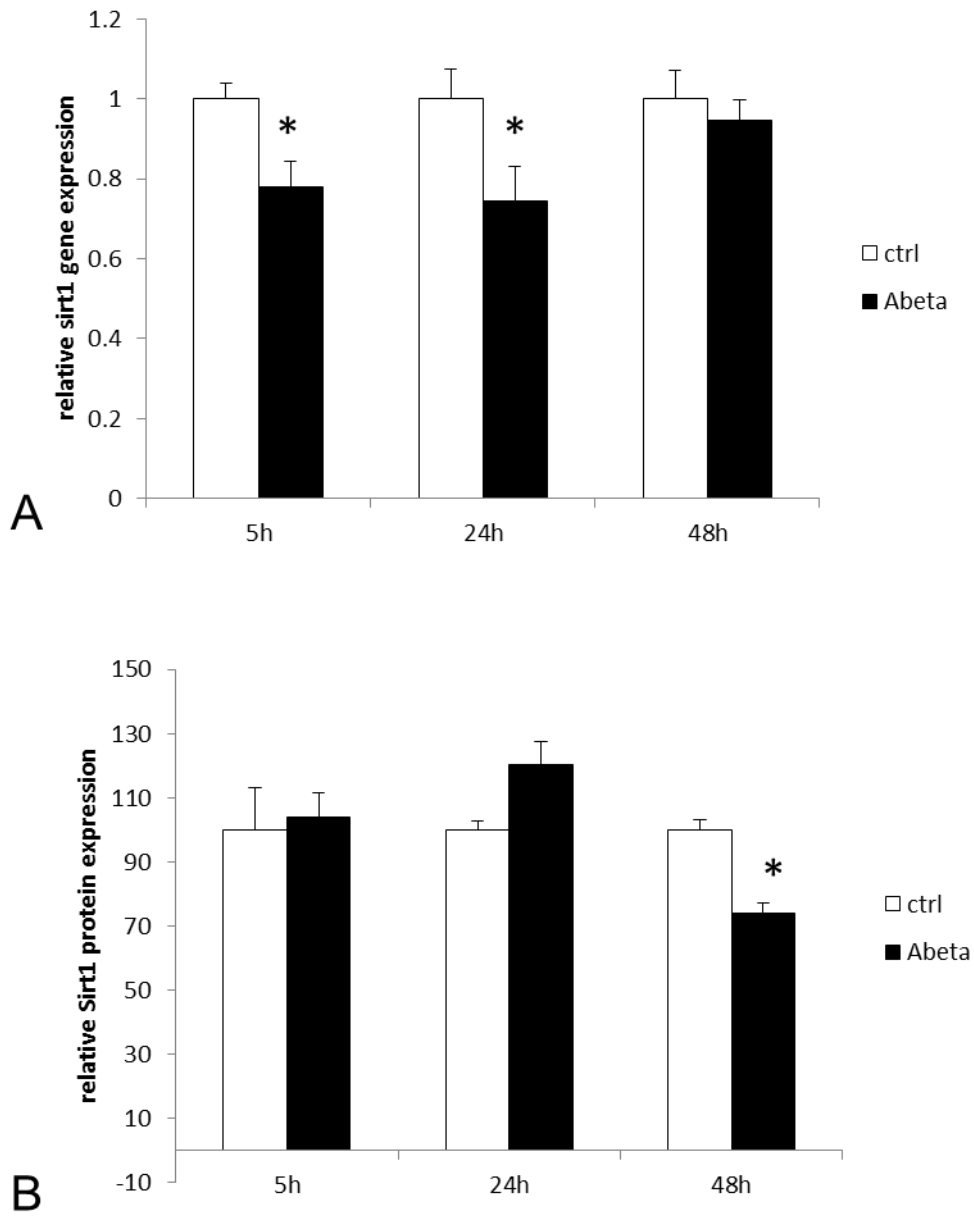 1.2
1
0.8
0.6
0.4
0.2
0
relative sirt1 gene expression
*
*
ctrl
Abeta
5h 24h 48h
A
150
130
110
90
70
50
30
10
-10
relative Sirt1 protein expression
*
ctrl
Abeta
5h 24h 48h
B